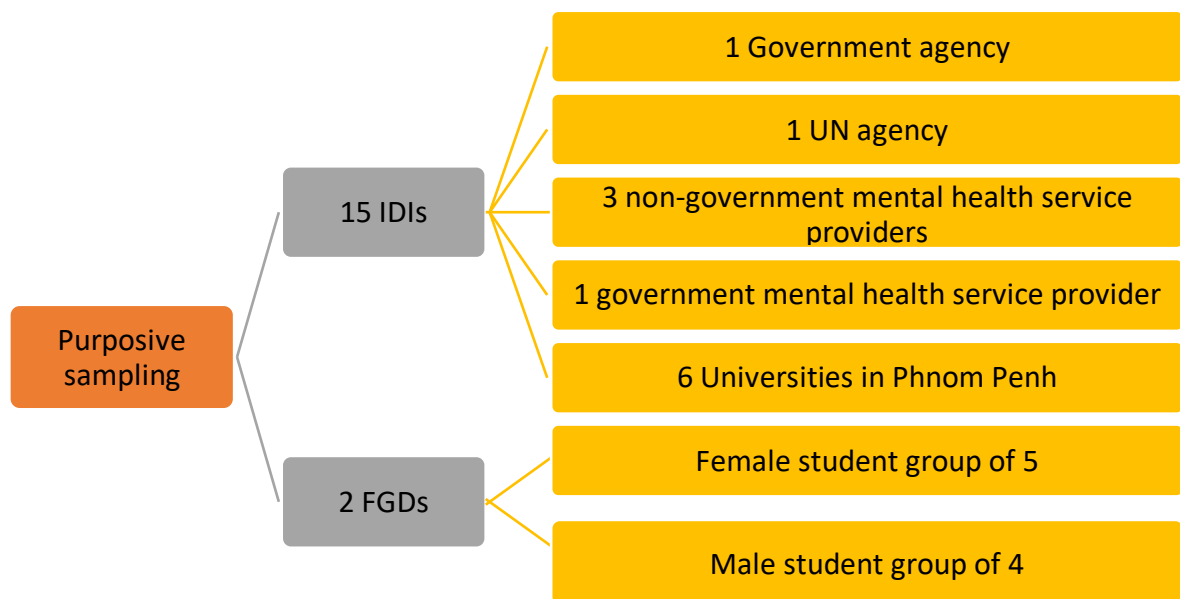 Purposive
sampling
15 IDIs
1 Government agency
1 UN agency
3 non-government mental health service
providers
1 government mental health service provider
6 Universities in Phnom Penh
2 FGDs
Female student group of 5
Male student group of 4